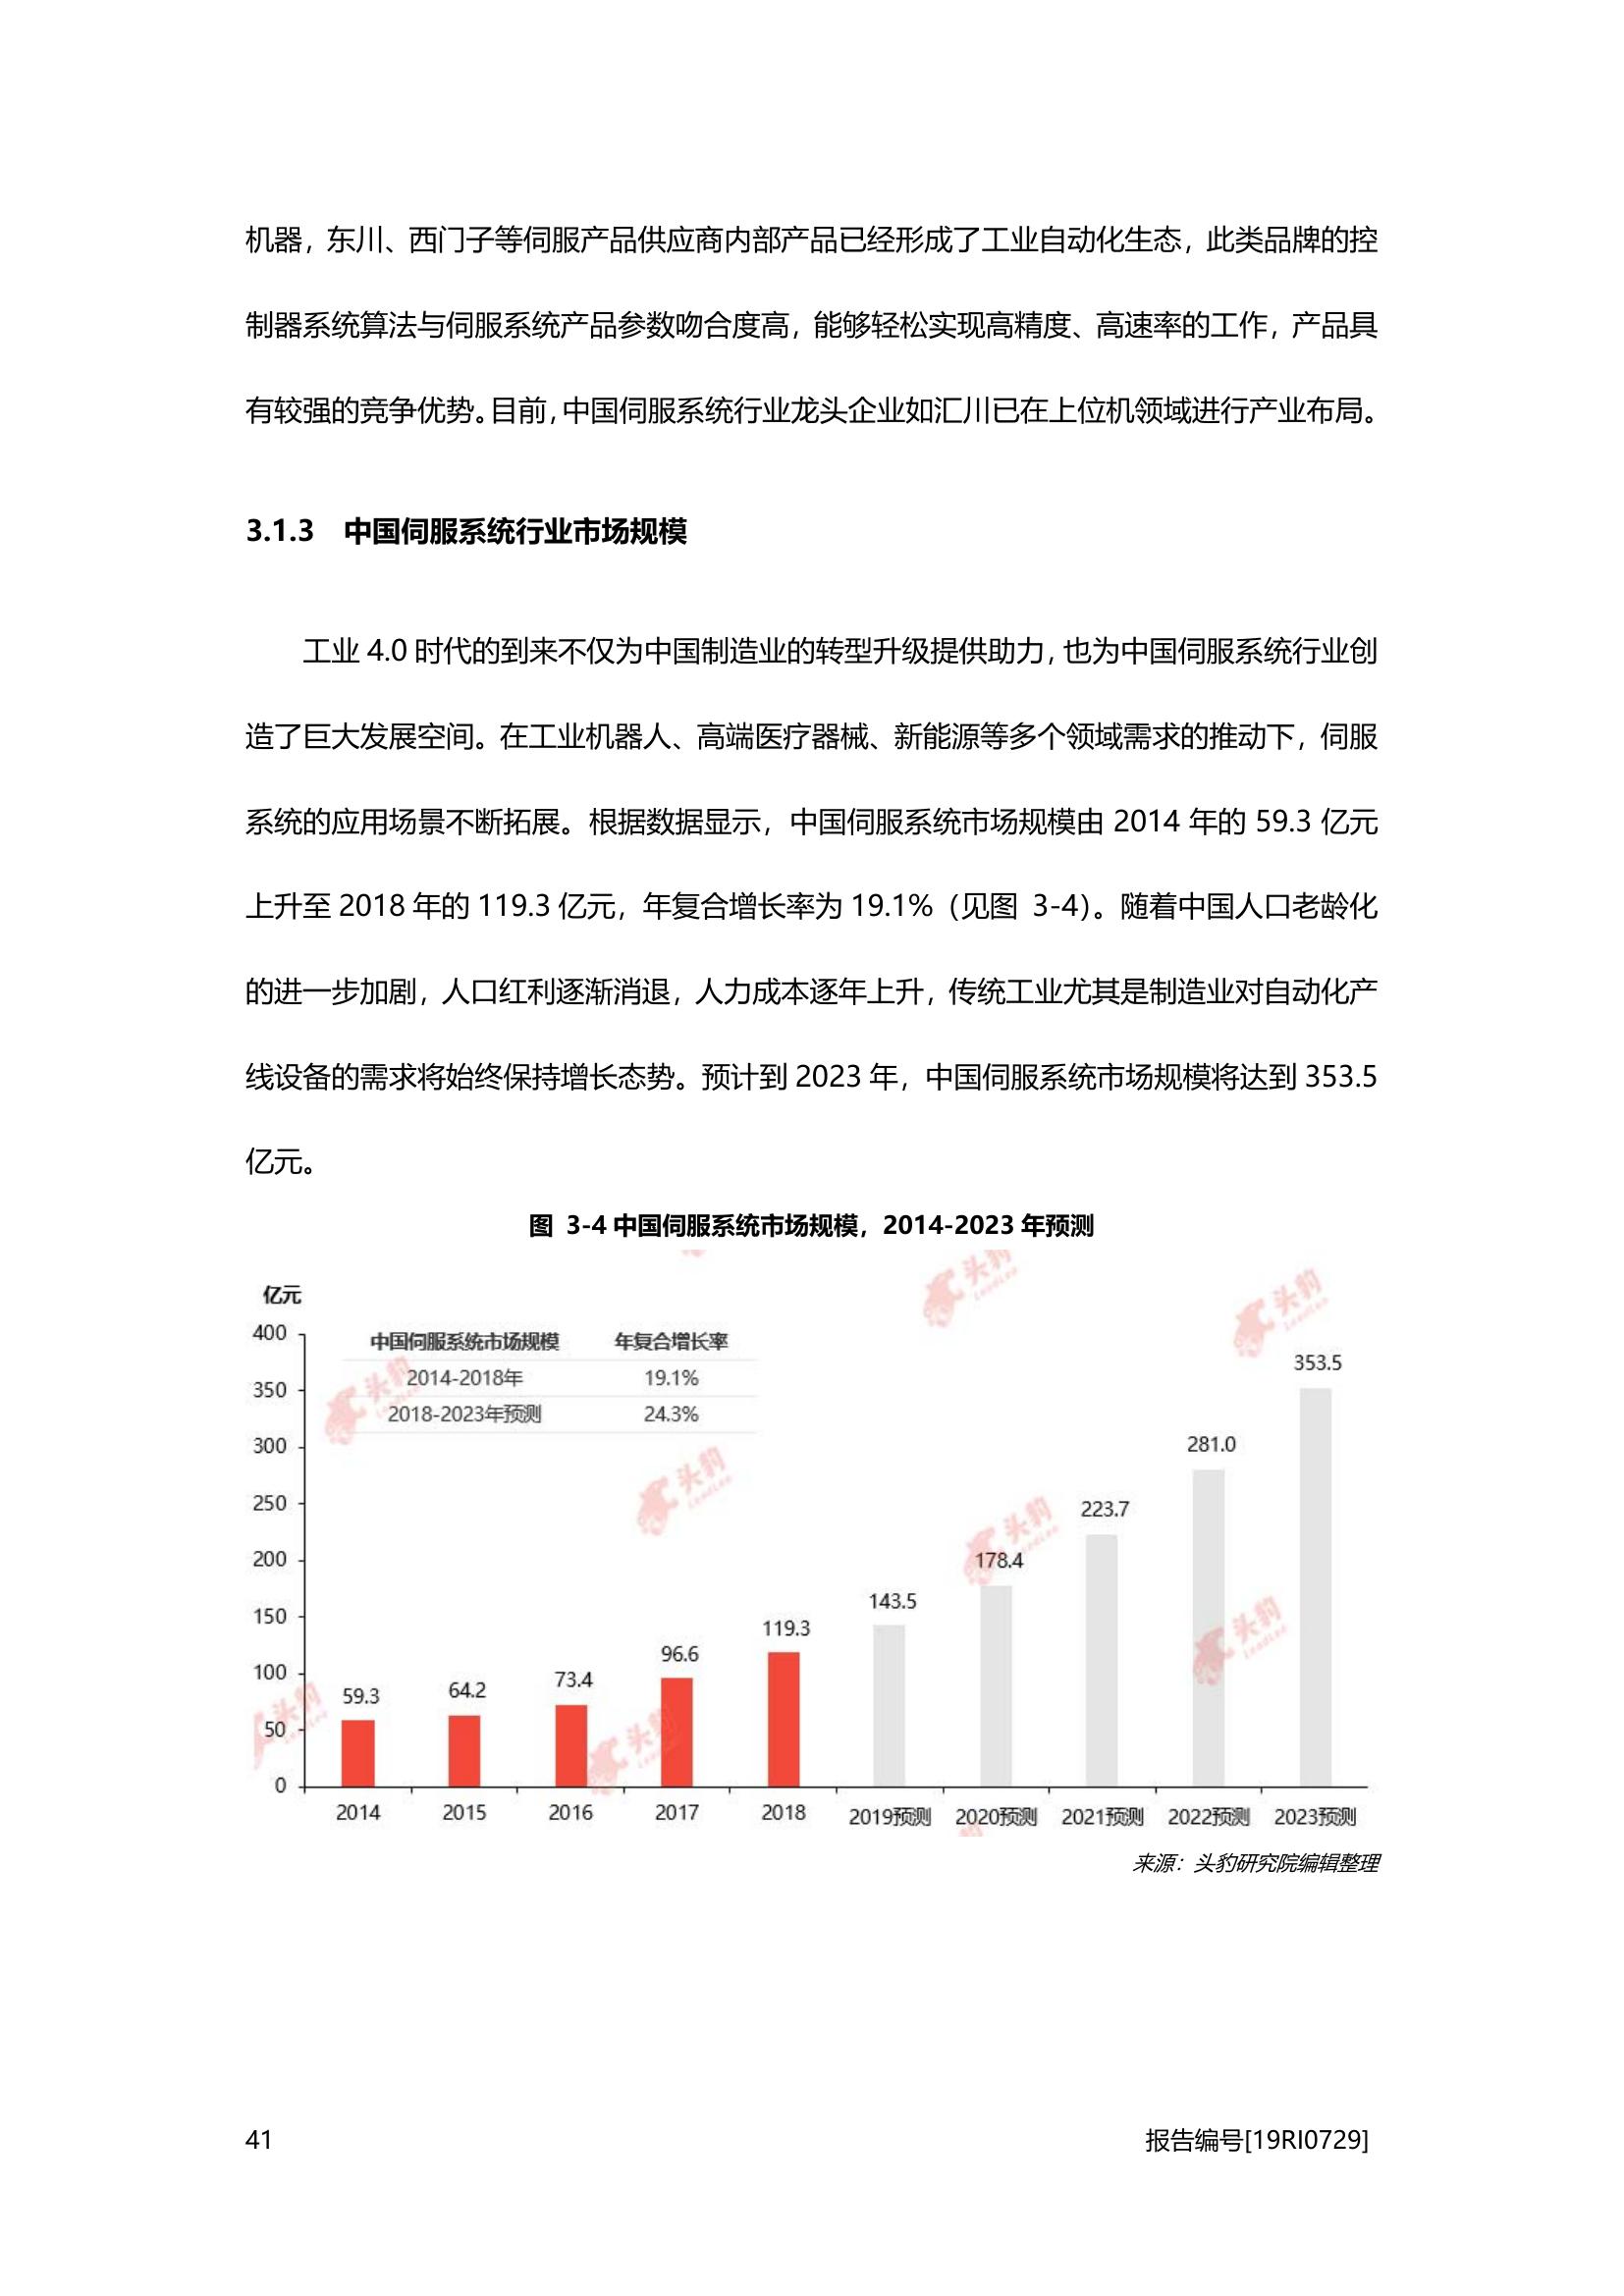 机器，东川、西门子等伺服产品供应商内部产品已经形成了工业自动化生态，此类品牌的控
制器系统算法与伺服系统产品参数吻合度高，能够轻松实现高精度、高速率的工作，产品具
有较强的竞争优势。目前，中国伺服系统行业龙头企业如汇川已在上位机领域进行产业布局。
3.1.3 中国伺服系统行业市场规模
工业 4.0 时代的到来不仅为中国制造业的转型升级提供助力，也为中国伺服系统行业创
造了巨大发展空间。在工业机器人、高端医疗器械、新能源等多个领域需求的推动下，伺服
系统的应用场景不断拓展。根据数据显示，中国伺服系统市场规模由 2014 年的 59.3 亿元
上升至 2018 年的 119.3 亿元，年复合增长率为 19.1%（见图 3-4）。随着中国人口老龄化
的进一步加剧，人口红利逐渐消退，人力成本逐年上升，传统工业尤其是制造业对自动化产
线设备的需求将始终保持增长态势。预计到 2023 年，中国伺服系统市场规模将达到 353.5
亿元。
图 3-4 中国伺服系统市场规模，2014-2023 年预测
亿元
中国伺服系统市场规模 年复合增长率
2014-2018年 19.1%
2018-2023年预测 24.3%
400
350
300
250
200
150
100
50
0
59.3
64.2
73.4
96.6
119.3
143.5
178.4
223.7
281.0
353.5
2014 2015 2016 2017 2018 2019预测 2020预测 2021预测 2022预测 2023预测
头豹
LeadLeo
头豹
LeadLeo
头豹
LeadLeo
头豹
LeadLeo
头豹
LeadLeo
头豹
LeadLeo
头豹
LeadLeo
头豹
LeadLeo
来源：头豹研究院编辑整理
41 报告编号[19RI0729]